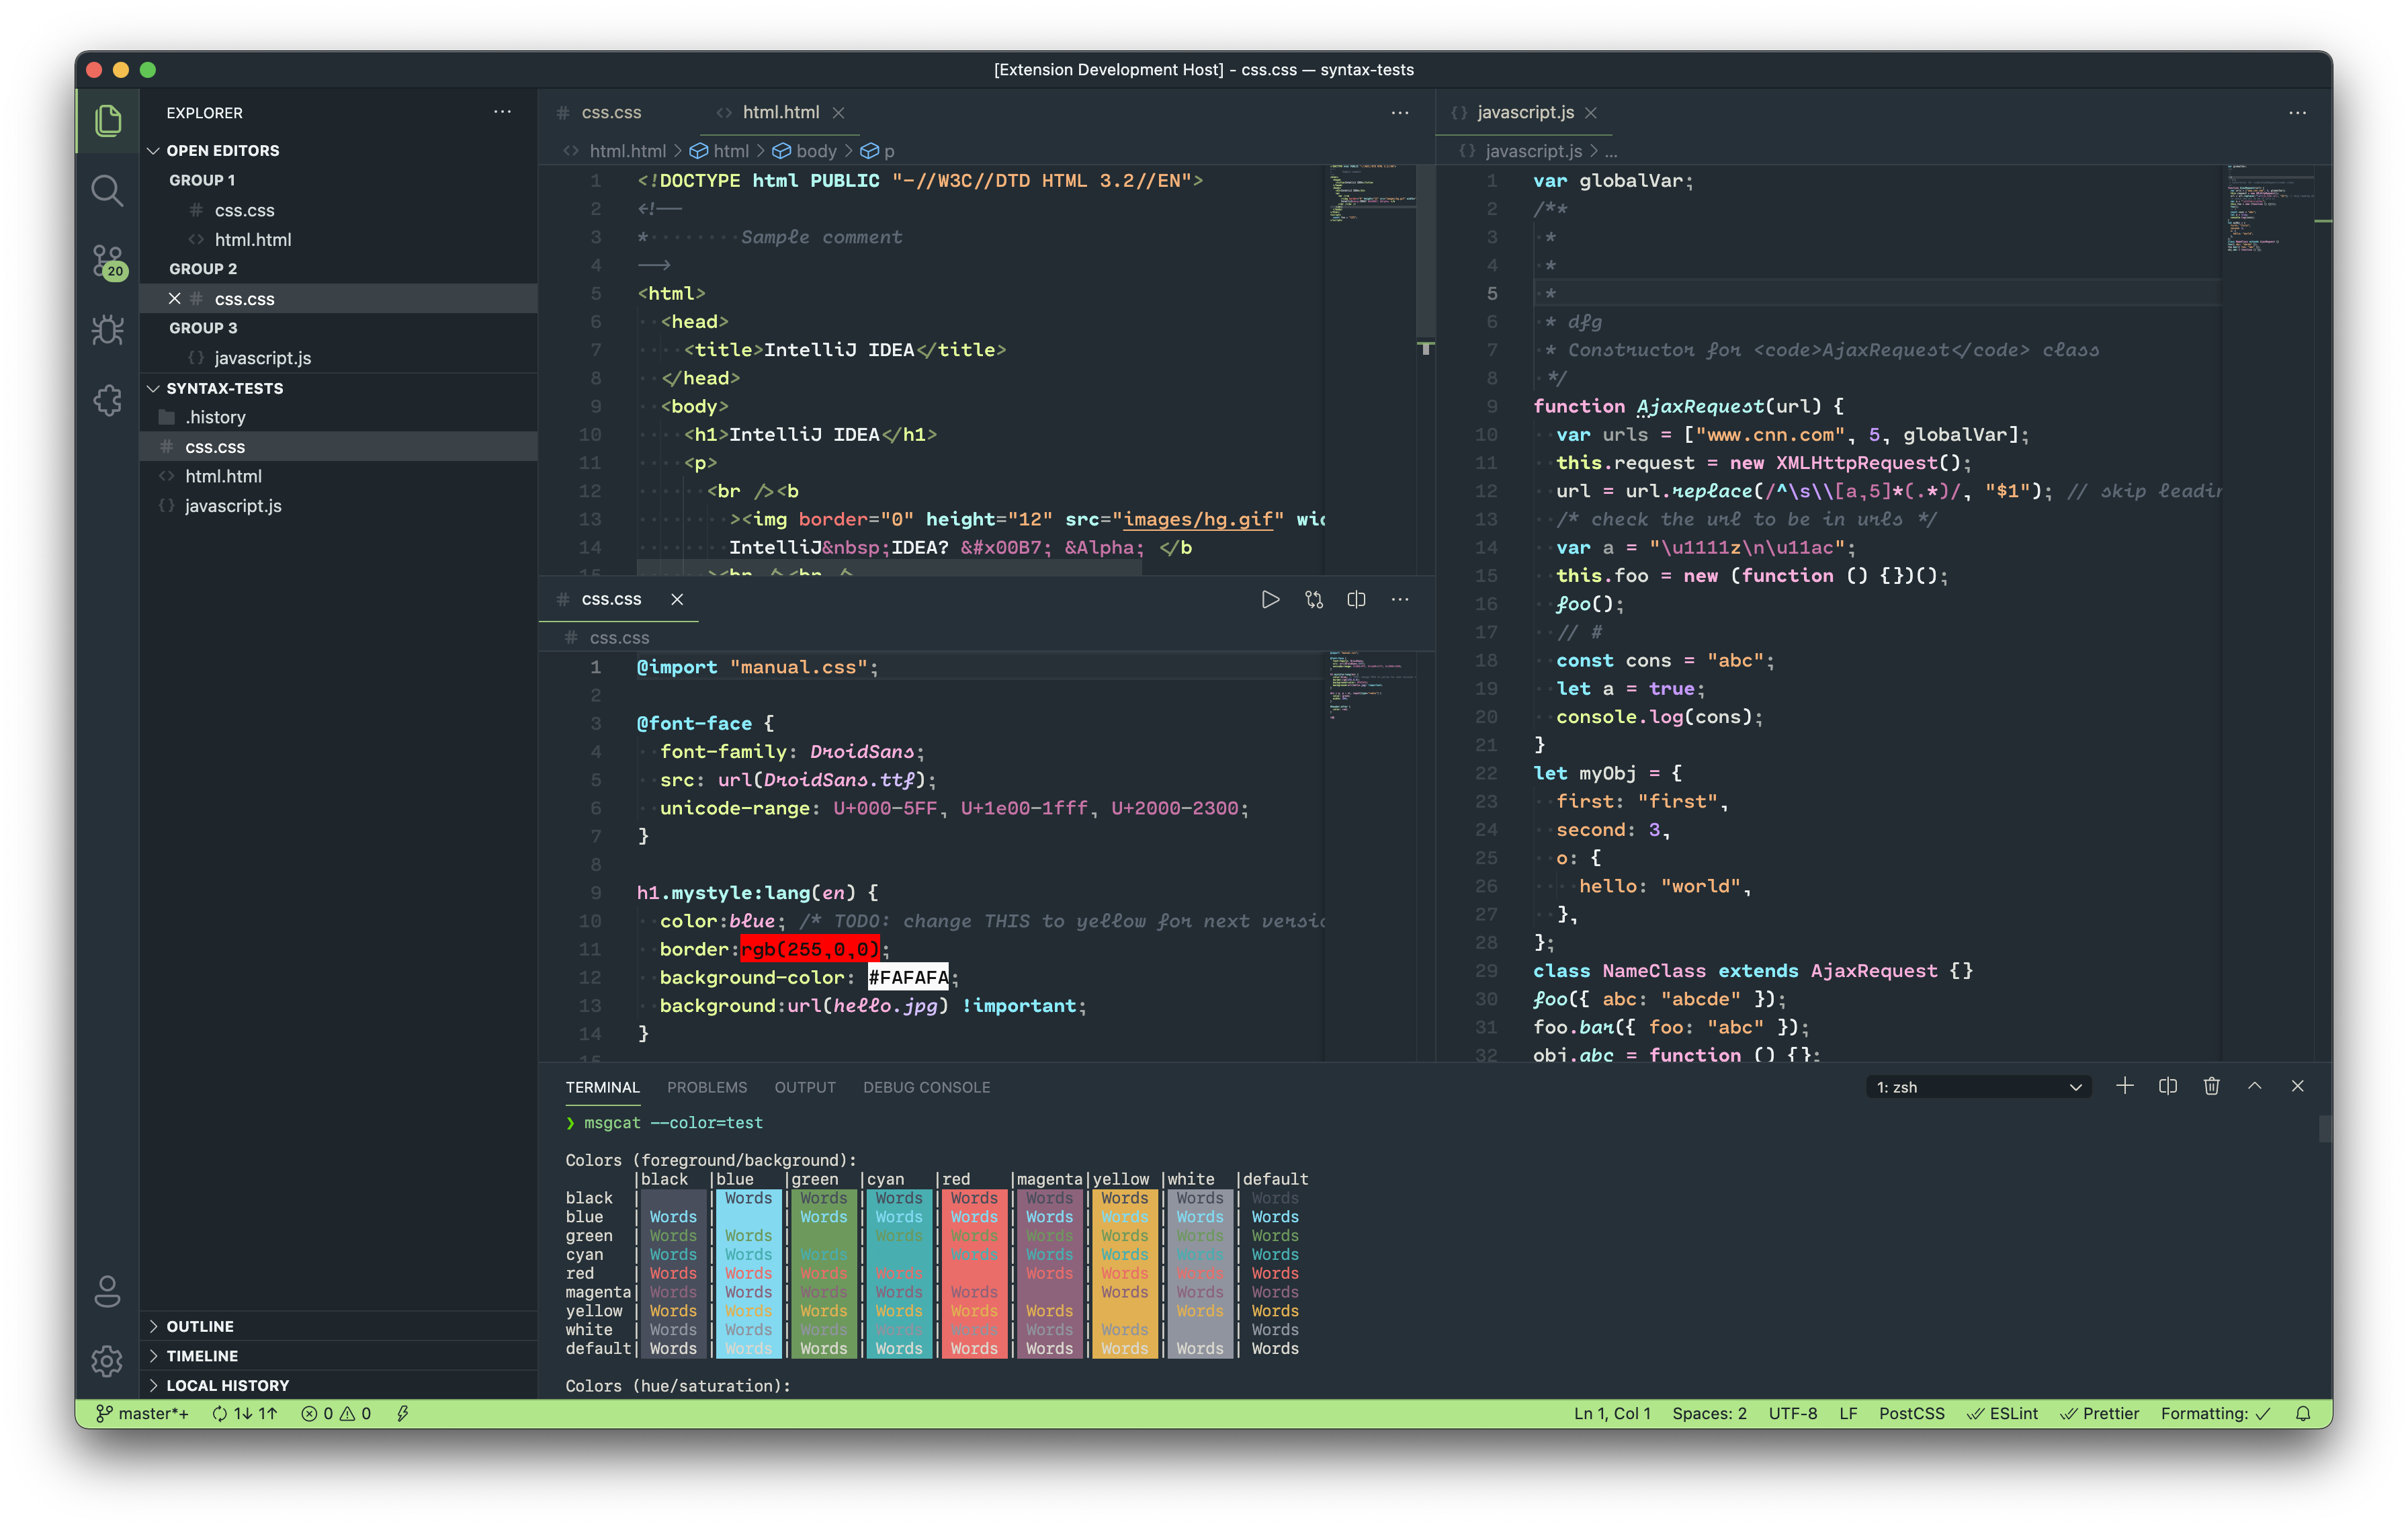 [Extension Development Host] - css.css — syntax-tests
EXPLORER
OPEN EDITORS
GROUP 1
# css.css
<> html.html
GROUP 2
# css.css
GROUP 3
{} javascript.js
SYNTAX-TESTS
.history
# css.css
<> html.html
{} javascript.js
OUTLINE
TIMELINE
LOCAL HISTORY
20
# css.css
<> html.html
<> html.html > html > body > p
1 <!DOCTYPE html PUBLIC "-//W3C//DTD HTML 3.2//EN">
2 <!--
3 *········Sample comment
4 -->
5 <html>
6 ··<head>
7 ····<title>IntelliJ IDEA</title>
8 ··</head>
9 ··<body>
10 ····<h1>IntelliJ IDEA</h1>
11 ····<p>
12 ······<br /><b
13 ········><img border="0" height="12" src="images/hg.gif" wid
14 ········IntelliJ&nbsp;IDEA? &#x00B7; &Alpha; </b
15 ······><br /><br />
# css.css
# css.css
1 @import "manual.css";
2
3 @font-face {
4 ··font-family: DroidSans;
5 ··src: url(DroidSans.ttf);
6 ··unicode-range: U+000-5FF, U+1e00-1fff, U+2000-2300;
7 }
8
9 h1.mystyle:lang(en) {
10 ··color:blue; /* TODO: change THIS to yellow for next versio
11 ··border:rgb(255,0,0);
12 ··background-color: #FAFAFA;
13 ··background:url(hello.jpg) !important;
14 }
15
{} javascript.js
{} javascript.js > ...
1 var globalVar;
2 /**
3 ·*
4 ·*
5 ·*
6 ·* dfg
7 ·* Constructor for <code>AjaxRequest</code> class
8 ·*/
9 function AjaxRequest(url) {
10 ··var urls = ["www.cnn.com", 5, globalVar];
11 ··this.request = new XMLHttpRequest();
12 ··url = url.replace(/^\s\\[a,5]*(.*)/, "$1"); // skip leadin
13 ··/* check the url to be in urls */
14 ··var a = "\u1111z\n\u11ac";
15 ··this.foo = new (function () {})();
16 ··foo();
17 ··// #
18 ··const cons = "abc";
19 ··let a = true;
20 ··console.log(cons);
21 }
22 let myObj = {
23 ··first: "first",
24 ··second: 3,
25 ··o: {
26 ····hello: "world",
27 ··},
28 };
29 class NameClass extends AjaxRequest {}
30 foo({ abc: "abcde" });
31 foo.bar({ foo: "abc" });
32 obj.abc = function () {};
TERMINAL PROBLEMS OUTPUT DEBUG CONSOLE 1: zsh
❯ msgcat --color=test
Colors (foreground/background):
|black |blue |green |cyan |red |magenta|yellow |white |default
black | | Words | Words | Words | Words | Words | Words | Words | Words
blue | Words | | Words | Words | Words | Words | Words | Words | Words
green | Words | Words | | Words | Words | Words | Words | Words | Words
cyan | Words | Words | Words | | Words | Words | Words | Words | Words
red | Words | Words | Words | Words | | Words | Words | Words | Words
magenta| Words | Words | Words | Words | Words | | Words | Words | Words
yellow | Words | Words | Words | Words | Words | Words | | Words | Words
white | Words | Words | Words | Words | Words | Words | Words | | Words
default| Words | Words | Words | Words | Words | Words | Words | Words | Words
Colors (hue/saturation):
master*+ 1↓ 1↑ 0 0 Ln 1, Col 1 Spaces: 2 UTF-8 LF PostCSS ESLint Prettier Formatting: ✓